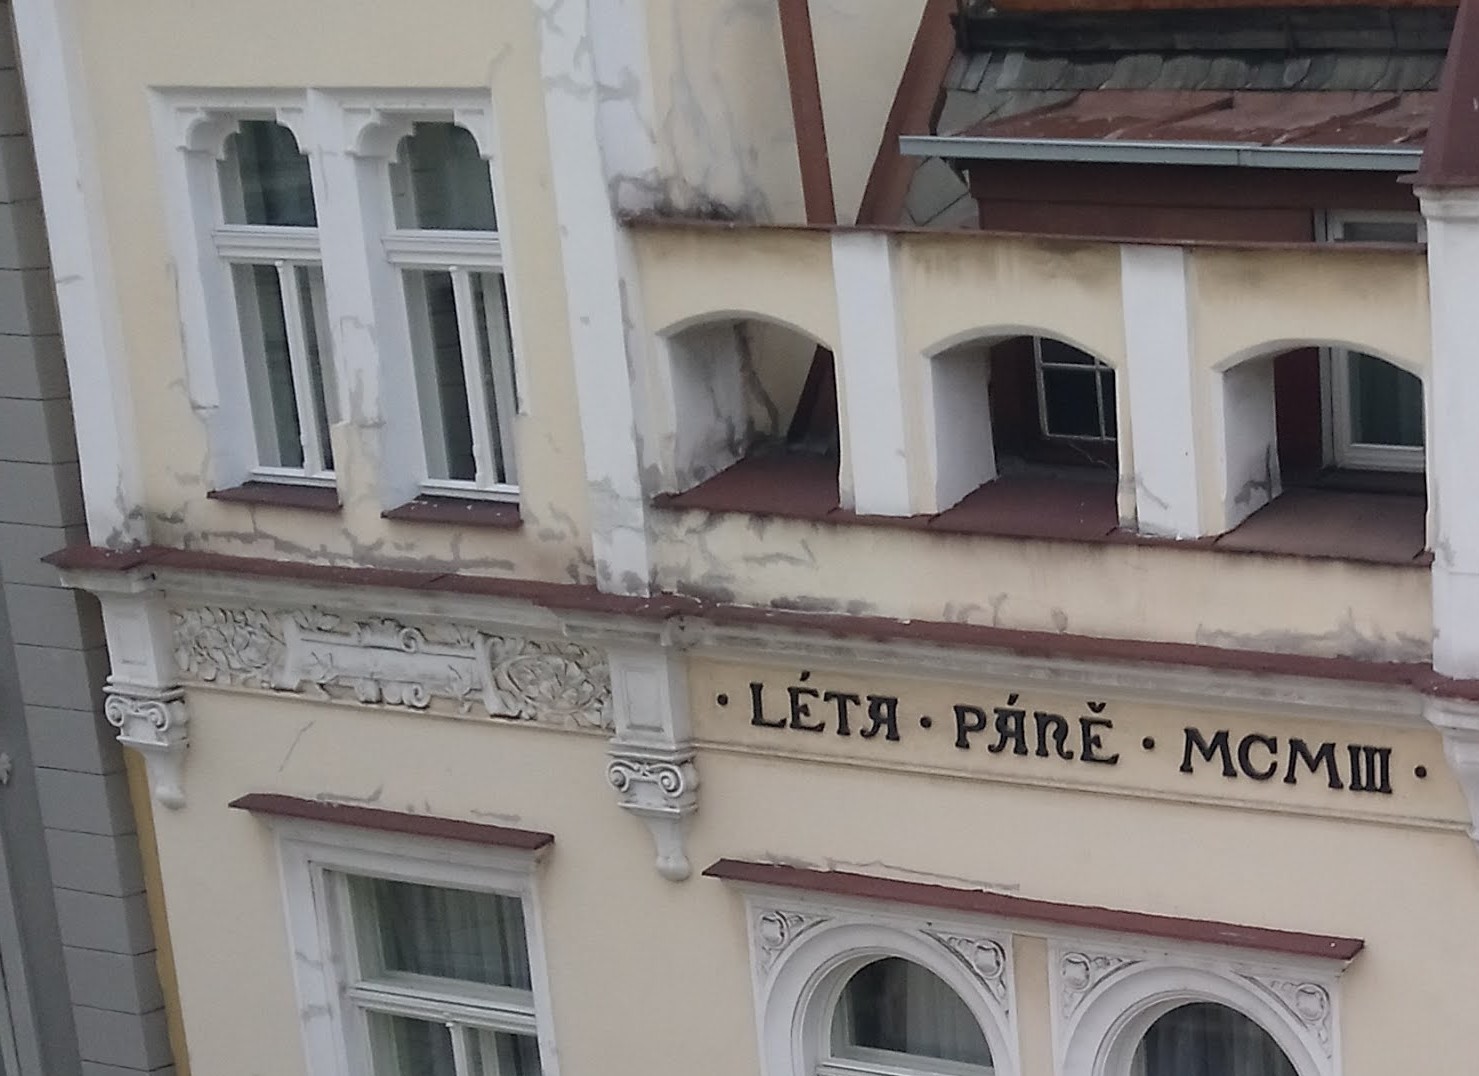 · LÉTA · PÁNĚ · MCMIII ·